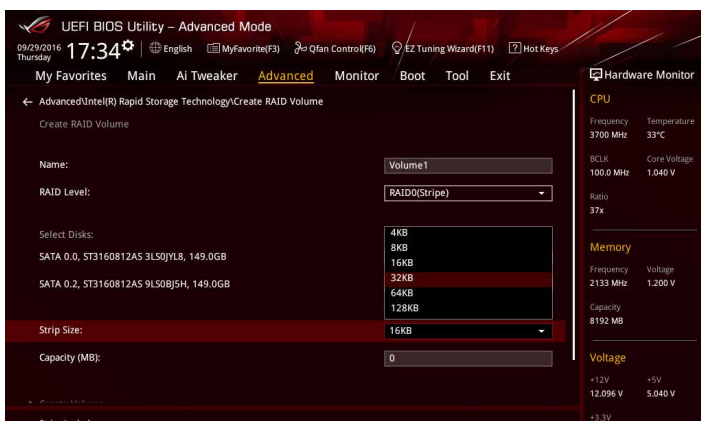 UEFI BIOS Utility – Advanced Mode
09/29/2016 Thursday 17:34 English MyFavorite(F3) Qfan Control(F6) EZ Tuning Wizard(F11) ? Hot Keys
My Favorites Main Ai Tweaker Advanced Monitor Boot Tool Exit
Advanced\Intel(R) Rapid Storage Technology\Create RAID Volume
Create RAID Volume
Name: Volume1
RAID Level: RAID0(Stripe)
Select Disks:
SATA 0.0, ST3160812AS 3LS0JYL8, 149.0GB
SATA 0.2, ST3160812AS 9LS0BJ5H, 149.0GB
4KB
8KB
16KB
32KB
64KB
128KB
Strip Size: 16KB
Capacity (MB): 0
Hardware Monitor
CPU
Frequency Temperature
3700 MHz 33°C
BCLK Core Voltage
100.0 MHz 1.040 V
Ratio
37x
Memory
Frequency Voltage
2133 MHz 1.200 V
Capacity
8192 MB
Voltage
+12V +5V
12.096 V 5.040 V
+3.3V